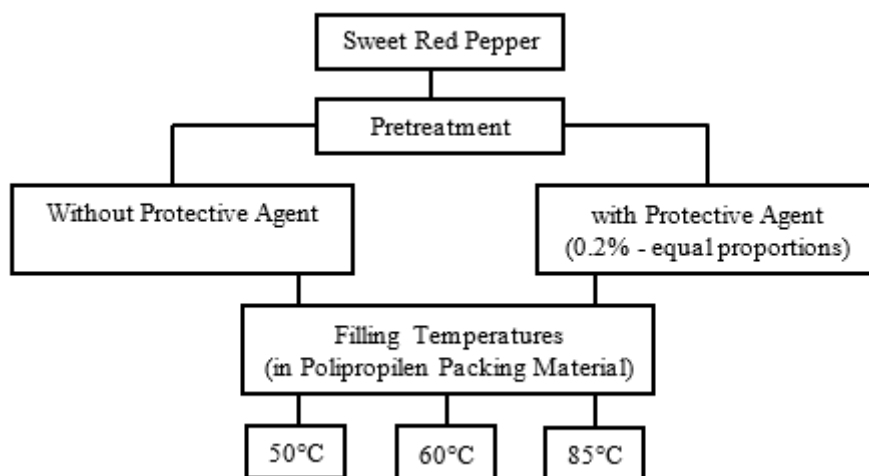 Sweet Red Pepper
Pretreatment
Without Protective Agent
with Protective Agent
(0.2% - equal proportions)
Filling Temperatures
(in Polipropilen Packing Material)
50°C
60°C
85°C